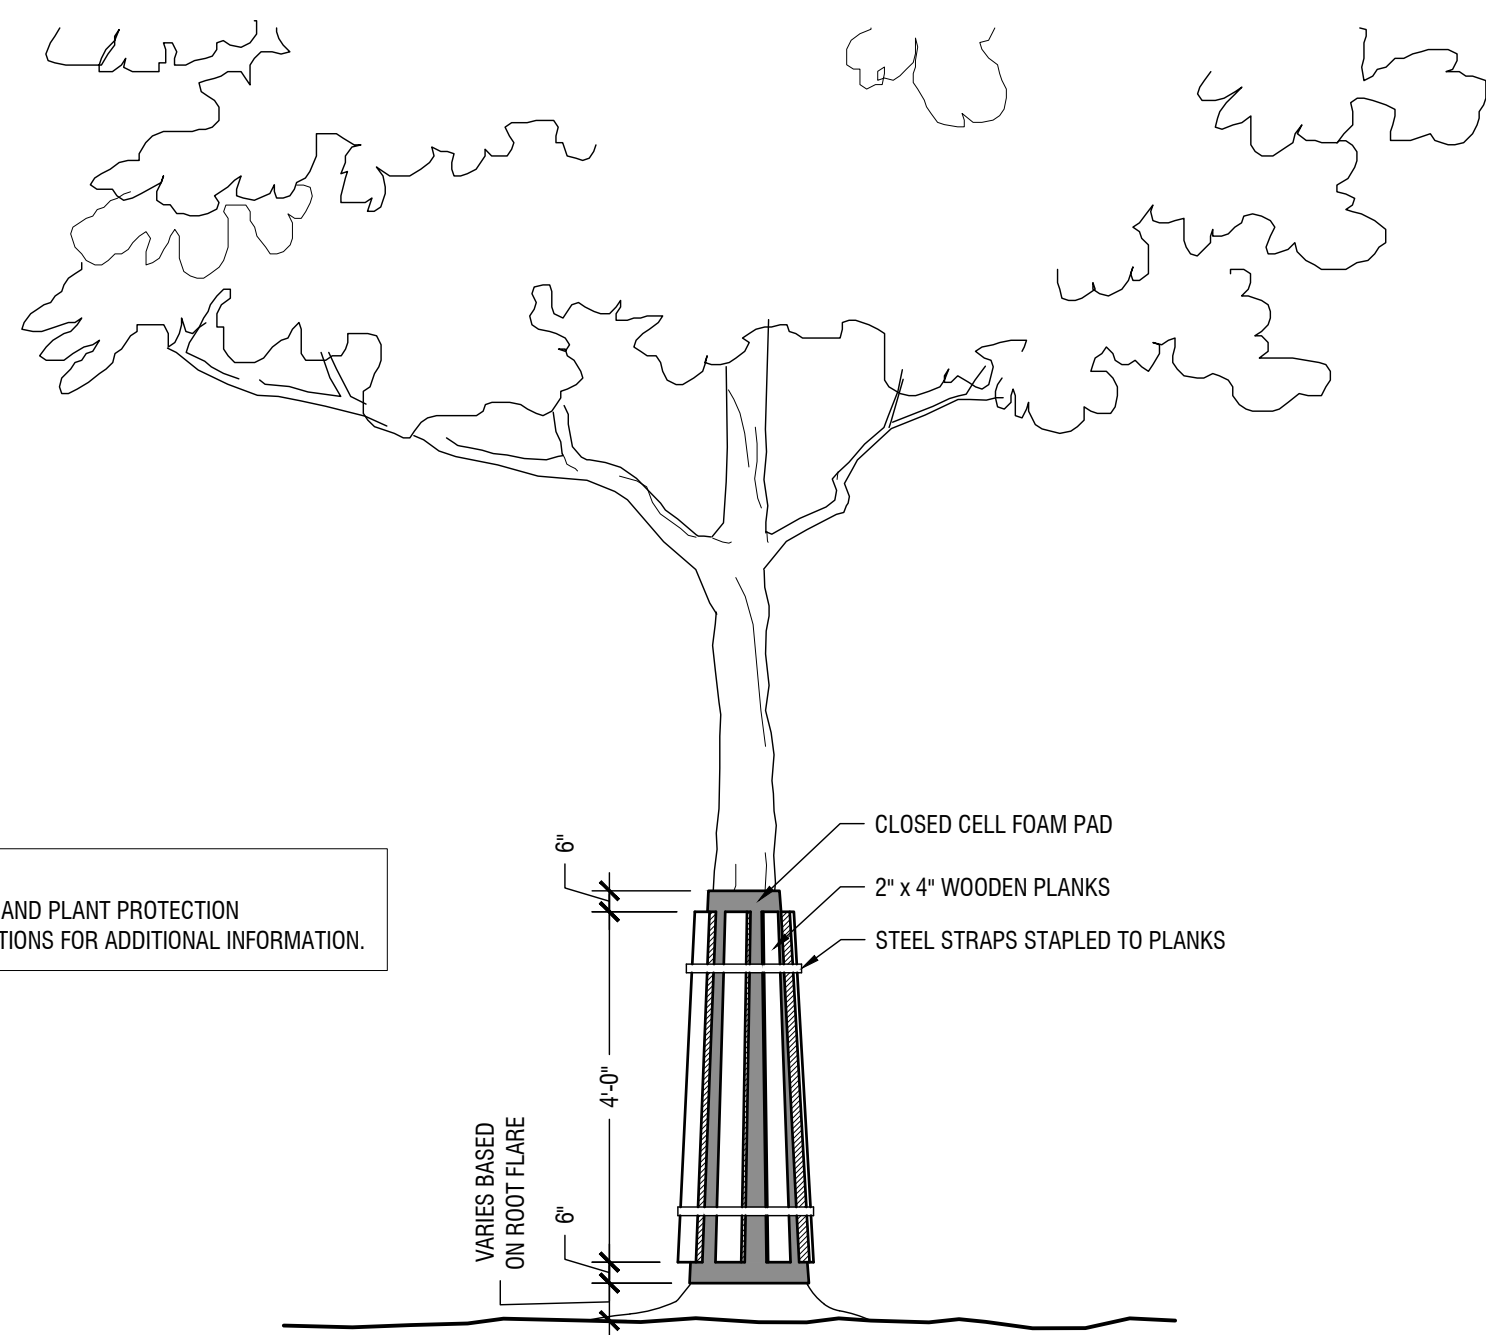 CLOSED CELL FOAM PAD
2" x 4" WOODEN PLANKS
STEEL STRAPS STAPLED TO PLANKS
AND PLANT PROTECTION
TIONS FOR ADDITIONAL INFORMATION.
6"
4'-0"
6"
VARIES BASED
ON ROOT FLARE